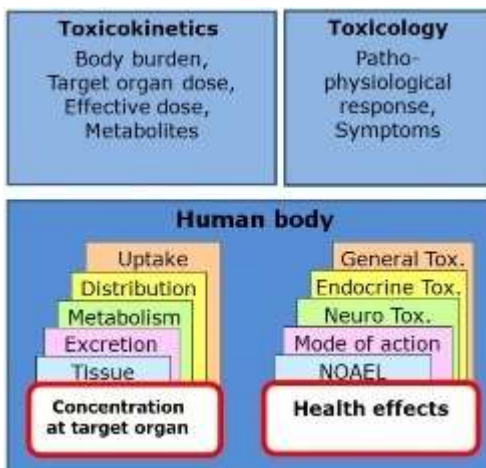 Toxicokinetics
Body burden,
Target organ dose,
Effective dose,
Metabolites
Toxicology
Patho-
physiological
response,
Symptoms
Human body
Uptake
Distribution
Metabolism
Excretion
Tissue
Concentration
at target organ
General Tox.
Endocrine Tox.
Neuro Tox.
Mode of action
NOAEL
Health effects